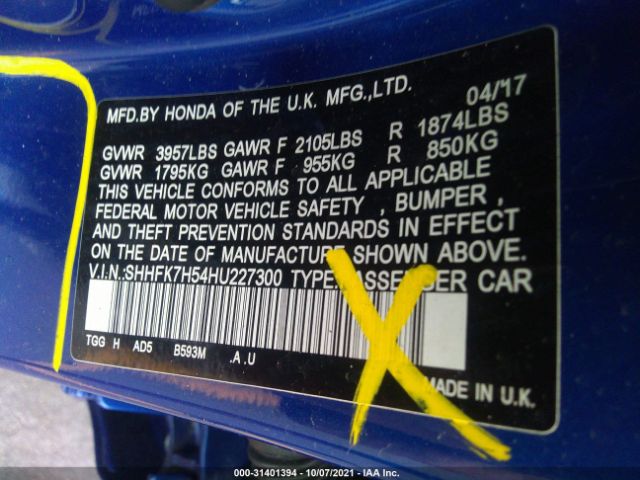 MFD.BY HONDA OF THE U.K. MFG.,LTD. 04/'17
GVWR 3957LBS GAWR F 2105LBS R 1874LBS
GVWR 1795KG GAWR F 955KG R 850KG
THIS VEHICLE CONFORMS TO ALL APPLICABLE
FEDERAL MOTOR VEHICLE SAFETY , BUMPER ,
AND THEFT PREVENTION STANDARDS IN EFFECT
ON THE DATE OF MANUFACTURE SHOWN ABOVE.
V.I.N.:SHHFK7H54HU227300 TYPE:PASSENGER CAR
TGG H AD5 B593M .A .U
MADE IN U.K.
000-31401394 - 10/07/2021 - IAA Inc.